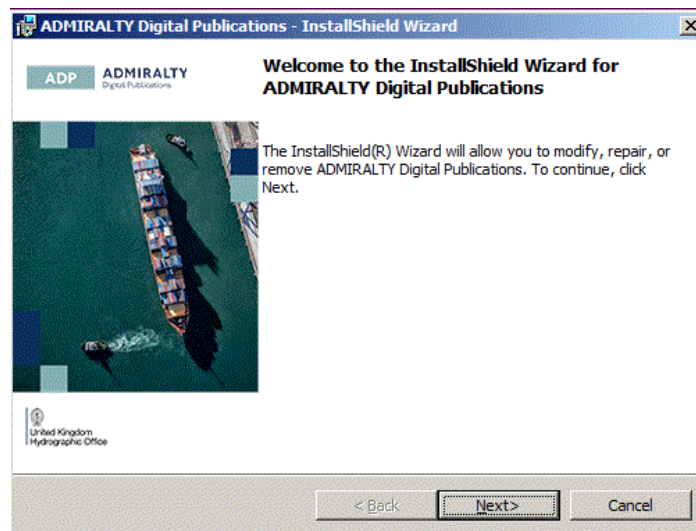 ADMIRALTY Digital Publications - InstallShield Wizard
ADP
ADMIRALTY
Digital Publications
Welcome to the InstallShield Wizard for
ADMIRALTY Digital Publications
The InstallShield(R) Wizard will allow you to modify, repair, or
remove ADMIRALTY Digital Publications. To continue, click
Next.
United Kingdom
Hydrographic Office
< Back
Next>
Cancel